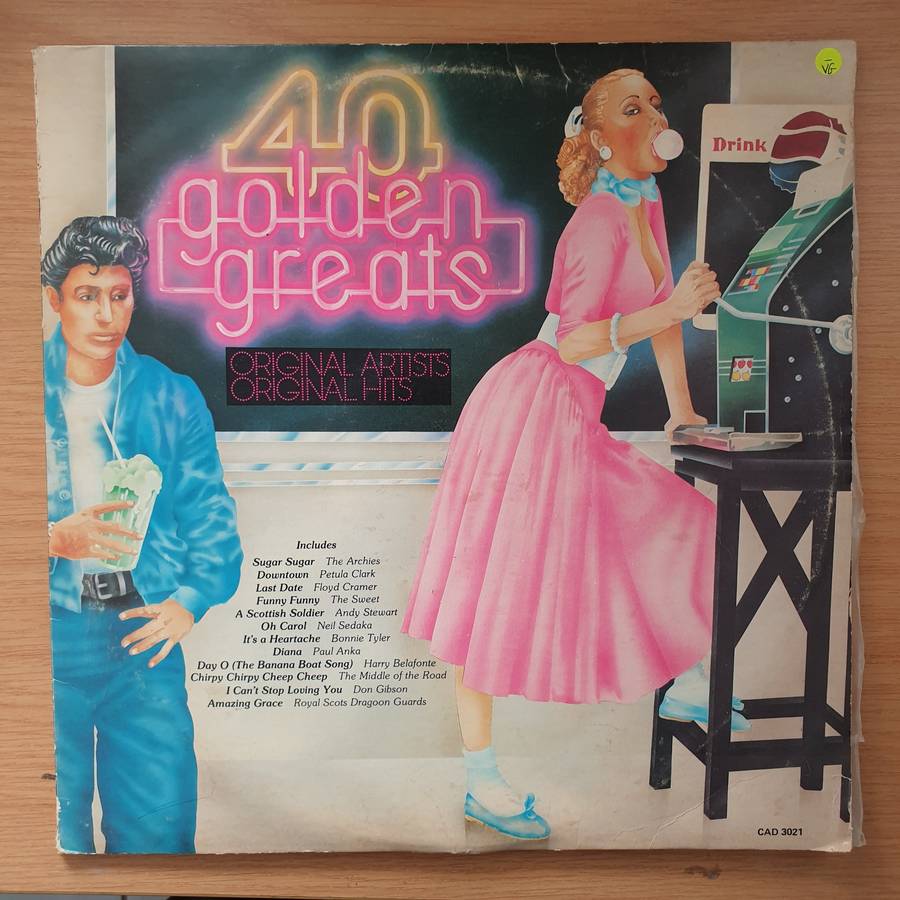 40
golden
greats
ORIGINAL ARTISTS
ORIGINAL HITS
VG-
Drink
Includes
Sugar Sugar The Archies
Downtown Petula Clark
Last Date Floyd Cramer
Funny Funny The Sweet
A Scottish Soldier Andy Stewart
Oh Carol Neil Sedaka
It's a Heartache Bonnie Tyler
Diana Paul Anka
Day O (The Banana Boat Song) Harry Belafonte
Chirpy Chirpy Cheep Cheep The Middle of the Road
I Can't Stop Loving You Don Gibson
Amazing Grace Royal Scots Dragoon Guards
CAD 3021